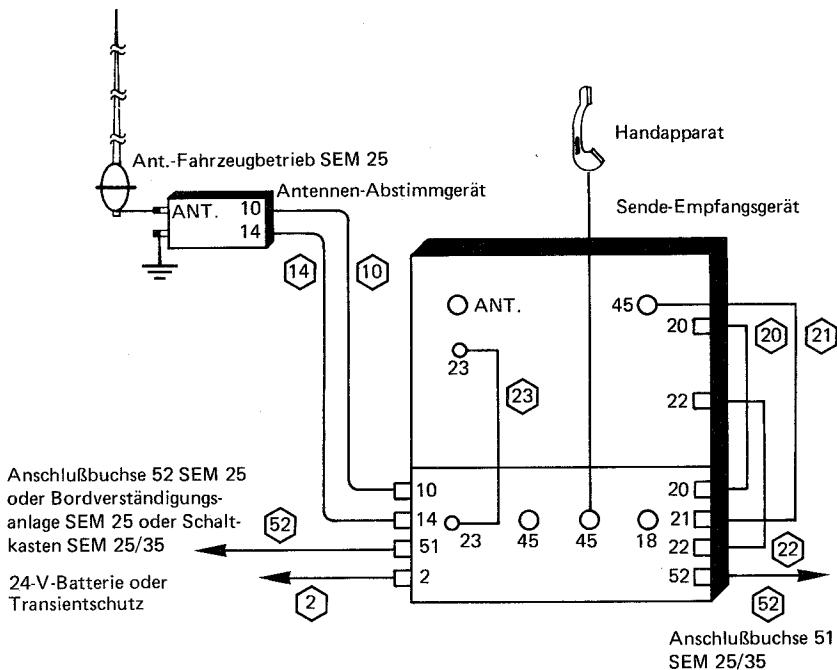 Handapparat
Ant.-Fahrzeugbetrieb SEM 25
Antennen-Abstimmgerät
Sende-Empfangsgerät
ANT. 10
14
14
10
ANT.
45
20
20
21
23
23
22
10
20
14
23
45
45
18
21
51
22
22
2
52
52
Anschlußbuchse 52 SEM 25
oder Bordverständigungs-
anlage SEM 25 oder Schalt-
kasten SEM 25/35
52
24-V-Batterie oder
Transientschutz
2
Anschlußbuchse 51
SEM 25/35